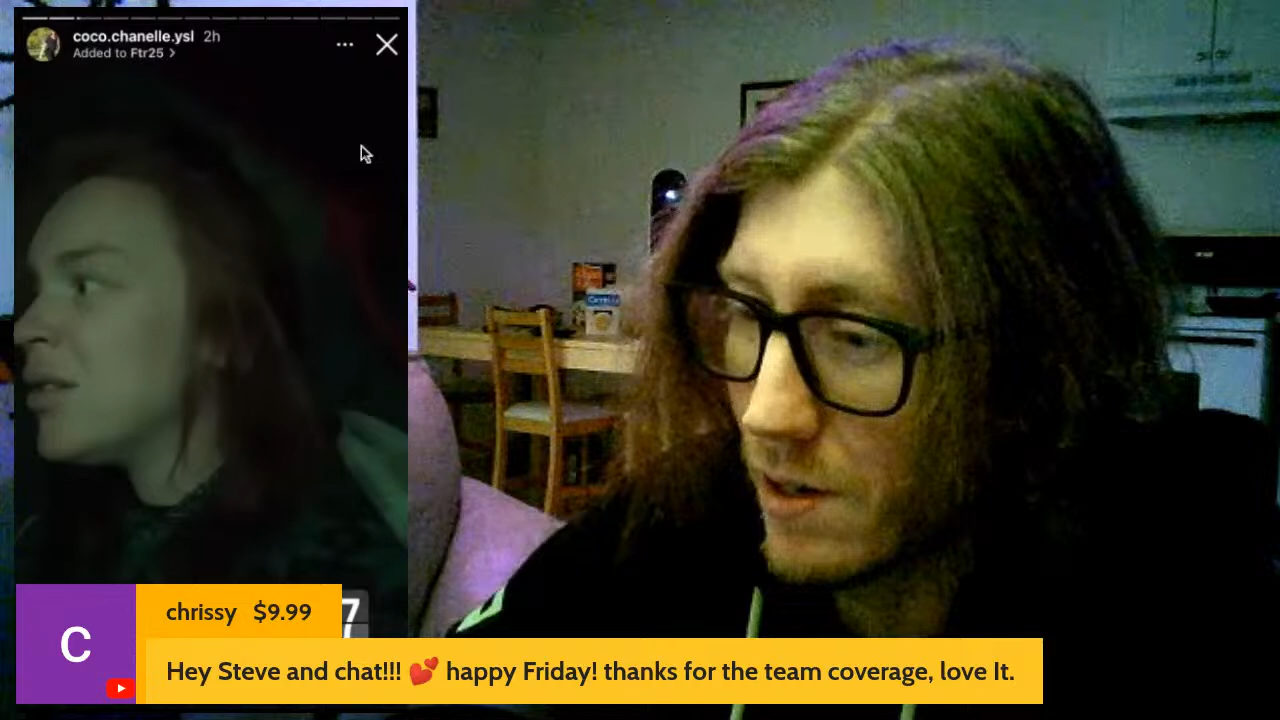 coco.chanelle.ysl 2h
Added to Ftr25 >
7
C
chrissy $9.99
Hey Steve and chat!!! 💕 happy Friday! thanks for the team coverage, love It.